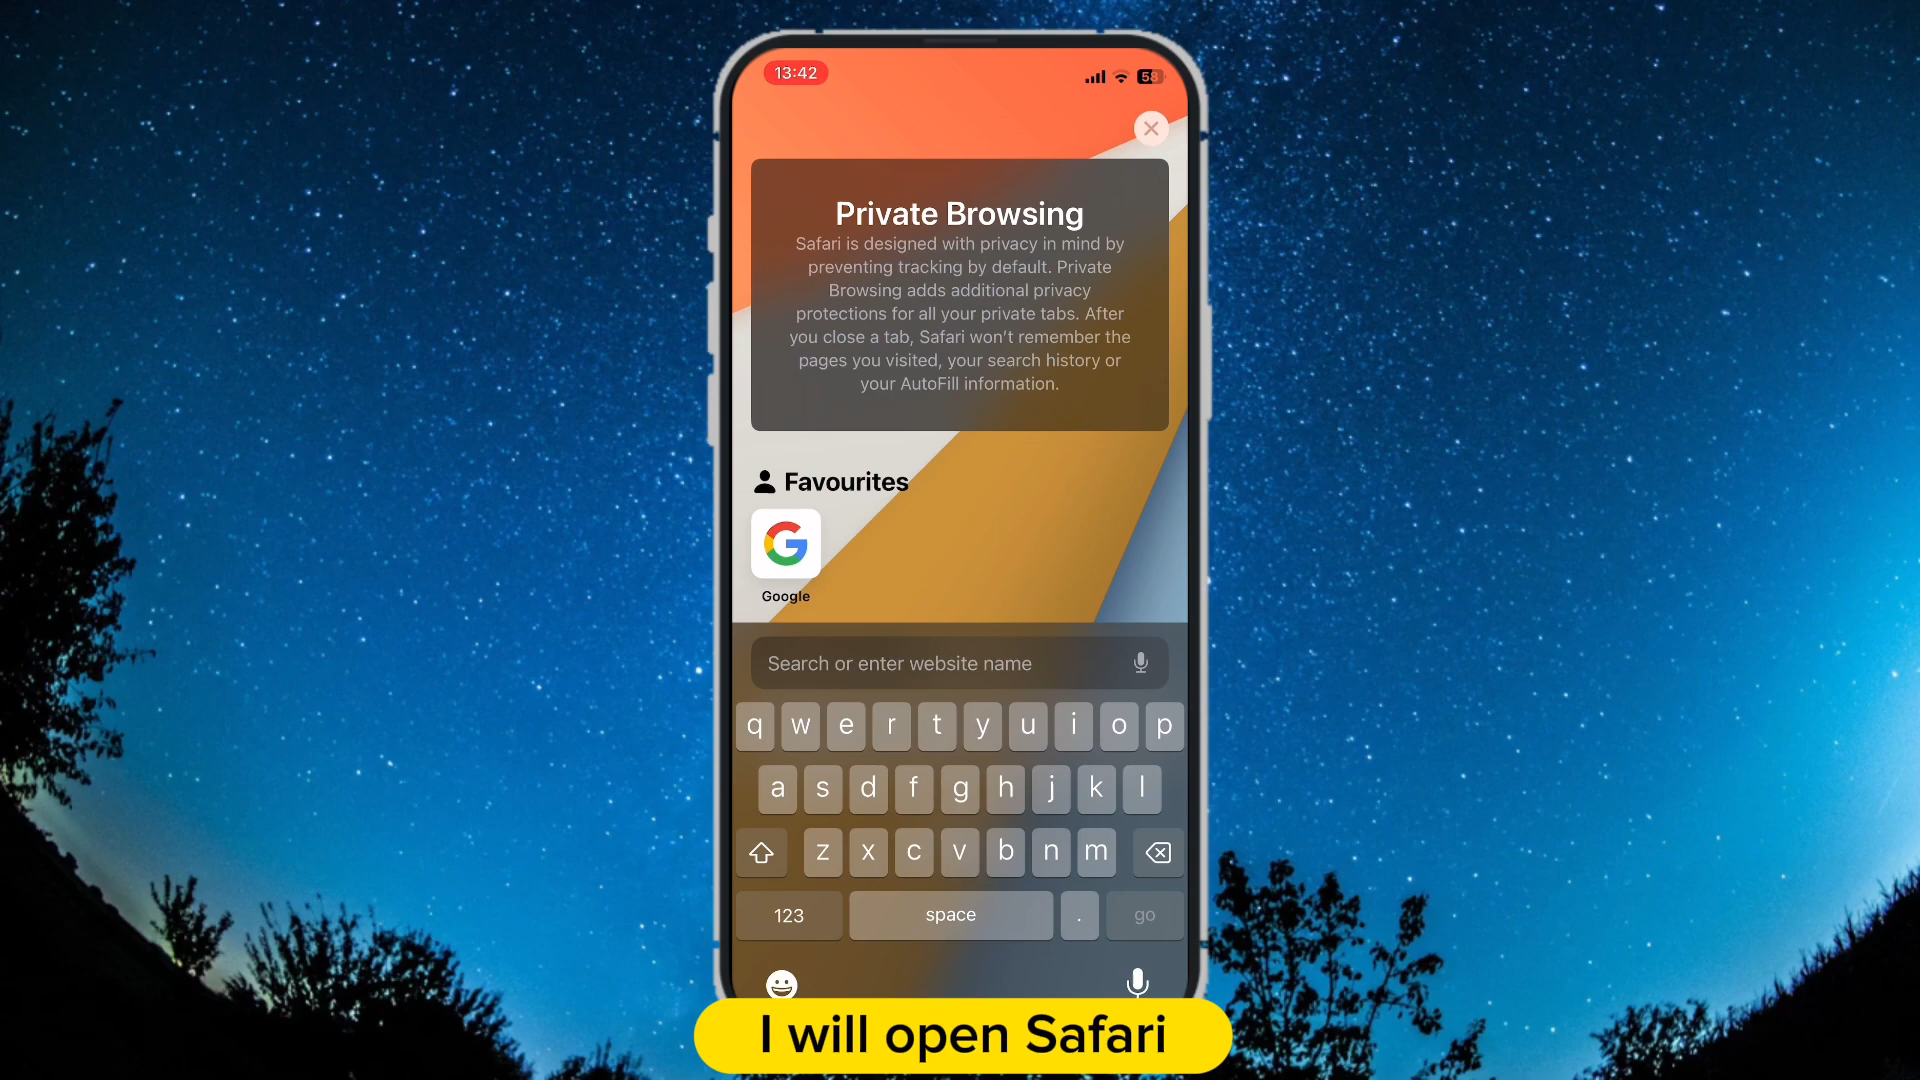 13:42
58
Private Browsing
Safari is designed with privacy in mind by
preventing tracking by default. Private
Browsing adds additional privacy
protections for all your private tabs. After
you close a tab, Safari won't remember the
pages you visited, your search history or
your AutoFill information.
Favourites
Google
Search or enter website name
q w e r t y u i o p
a s d f g h j k l
z x c v b n m
123 space . go
I will open Safari